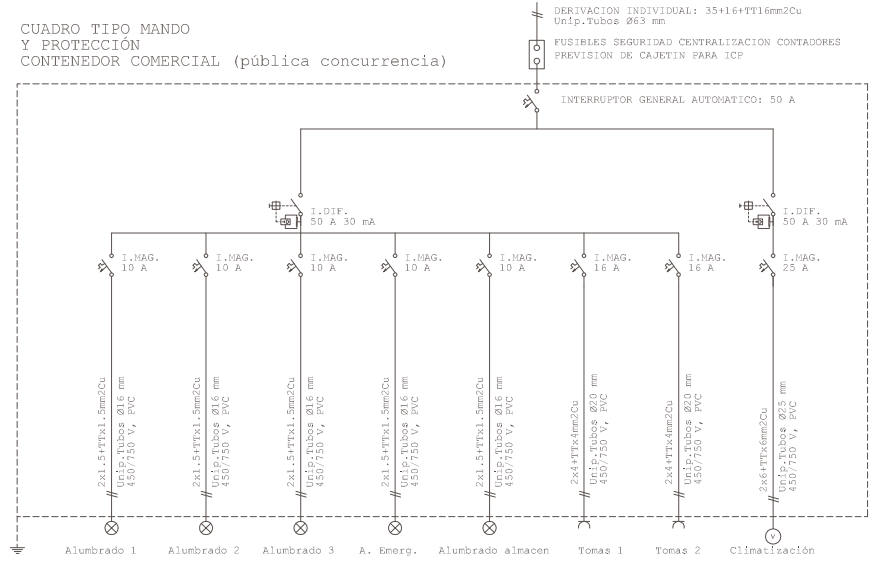 CUADRO TIPO MANDO
Y PROTECCIÓN
CONTENEDOR COMERCIAL (pública concurrencia)
DERIVACION INDIVIDUAL: 35+16+TT16mm2Cu
Unip.Tubos Ø63 mm
FUSIBLES SEGURIDAD CENTRALIZACION CONTADORES
PREVISION DE CAJETIN PARA ICP
INTERRUPTOR GENERAL AUTOMATICO: 50 A
I.DIF.
50 A 30 mA
I.DIF.
50 A 30 mA
I.MAG.
10 A
I.MAG.
10 A
I.MAG.
10 A
I.MAG.
10 A
I.MAG.
10 A
I.MAG.
16 A
I.MAG.
16 A
I.MAG.
25 A
2x1.5+TTx1.5mm2Cu
Unip.Tubos Ø16 mm
450/750 V, PVC
2x1.5+TTx1.5mm2Cu
Unip.Tubos Ø16 mm
450/750 V, PVC
2x1.5+TTx1.5mm2Cu
Unip.Tubos Ø16 mm
450/750 V, PVC
2x1.5+TTx1.5mm2Cu
Unip.Tubos Ø16 mm
450/750 V, PVC
2x1.5+TTx1.5mm2Cu
Unip.Tubos Ø16 mm
450/750 V, PVC
2x4+TTx4mm2Cu
Unip.Tubos Ø20 mm
450/750 V, PVC
2x4+TTx4mm2Cu
Unip.Tubos Ø20 mm
450/750 V, PVC
2x6+TTx6mm2Cu
Unip.Tubos Ø25 mm
450/750 V, PVC
V
Alumbrado 1
Alumbrado 2
Alumbrado 3
A. Emerg.
Alumbrado almacen
Tomas 1
Tomas 2
Climatización